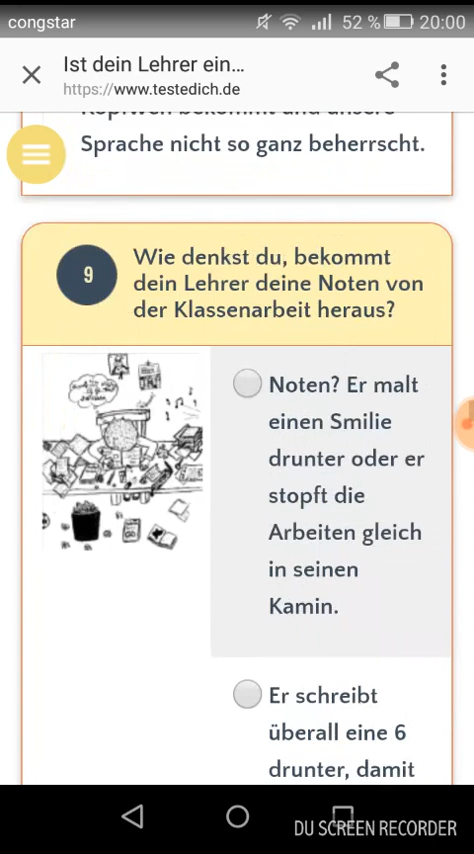 congstar 52 % 20:00
Ist dein Lehrer ein...
https://www.testedich.de
Sprache nicht so ganz beherrscht.
9
Wie denkst du, bekommt
dein Lehrer deine Noten von
der Klassenarbeit heraus?
Noten? Er malt
einen Smilie
drunter oder er
stopft die
Arbeiten gleich
in seinen
Kamin.
Er schreibt
überall eine 6
drunter, damit
DU SCREEN RECORDER